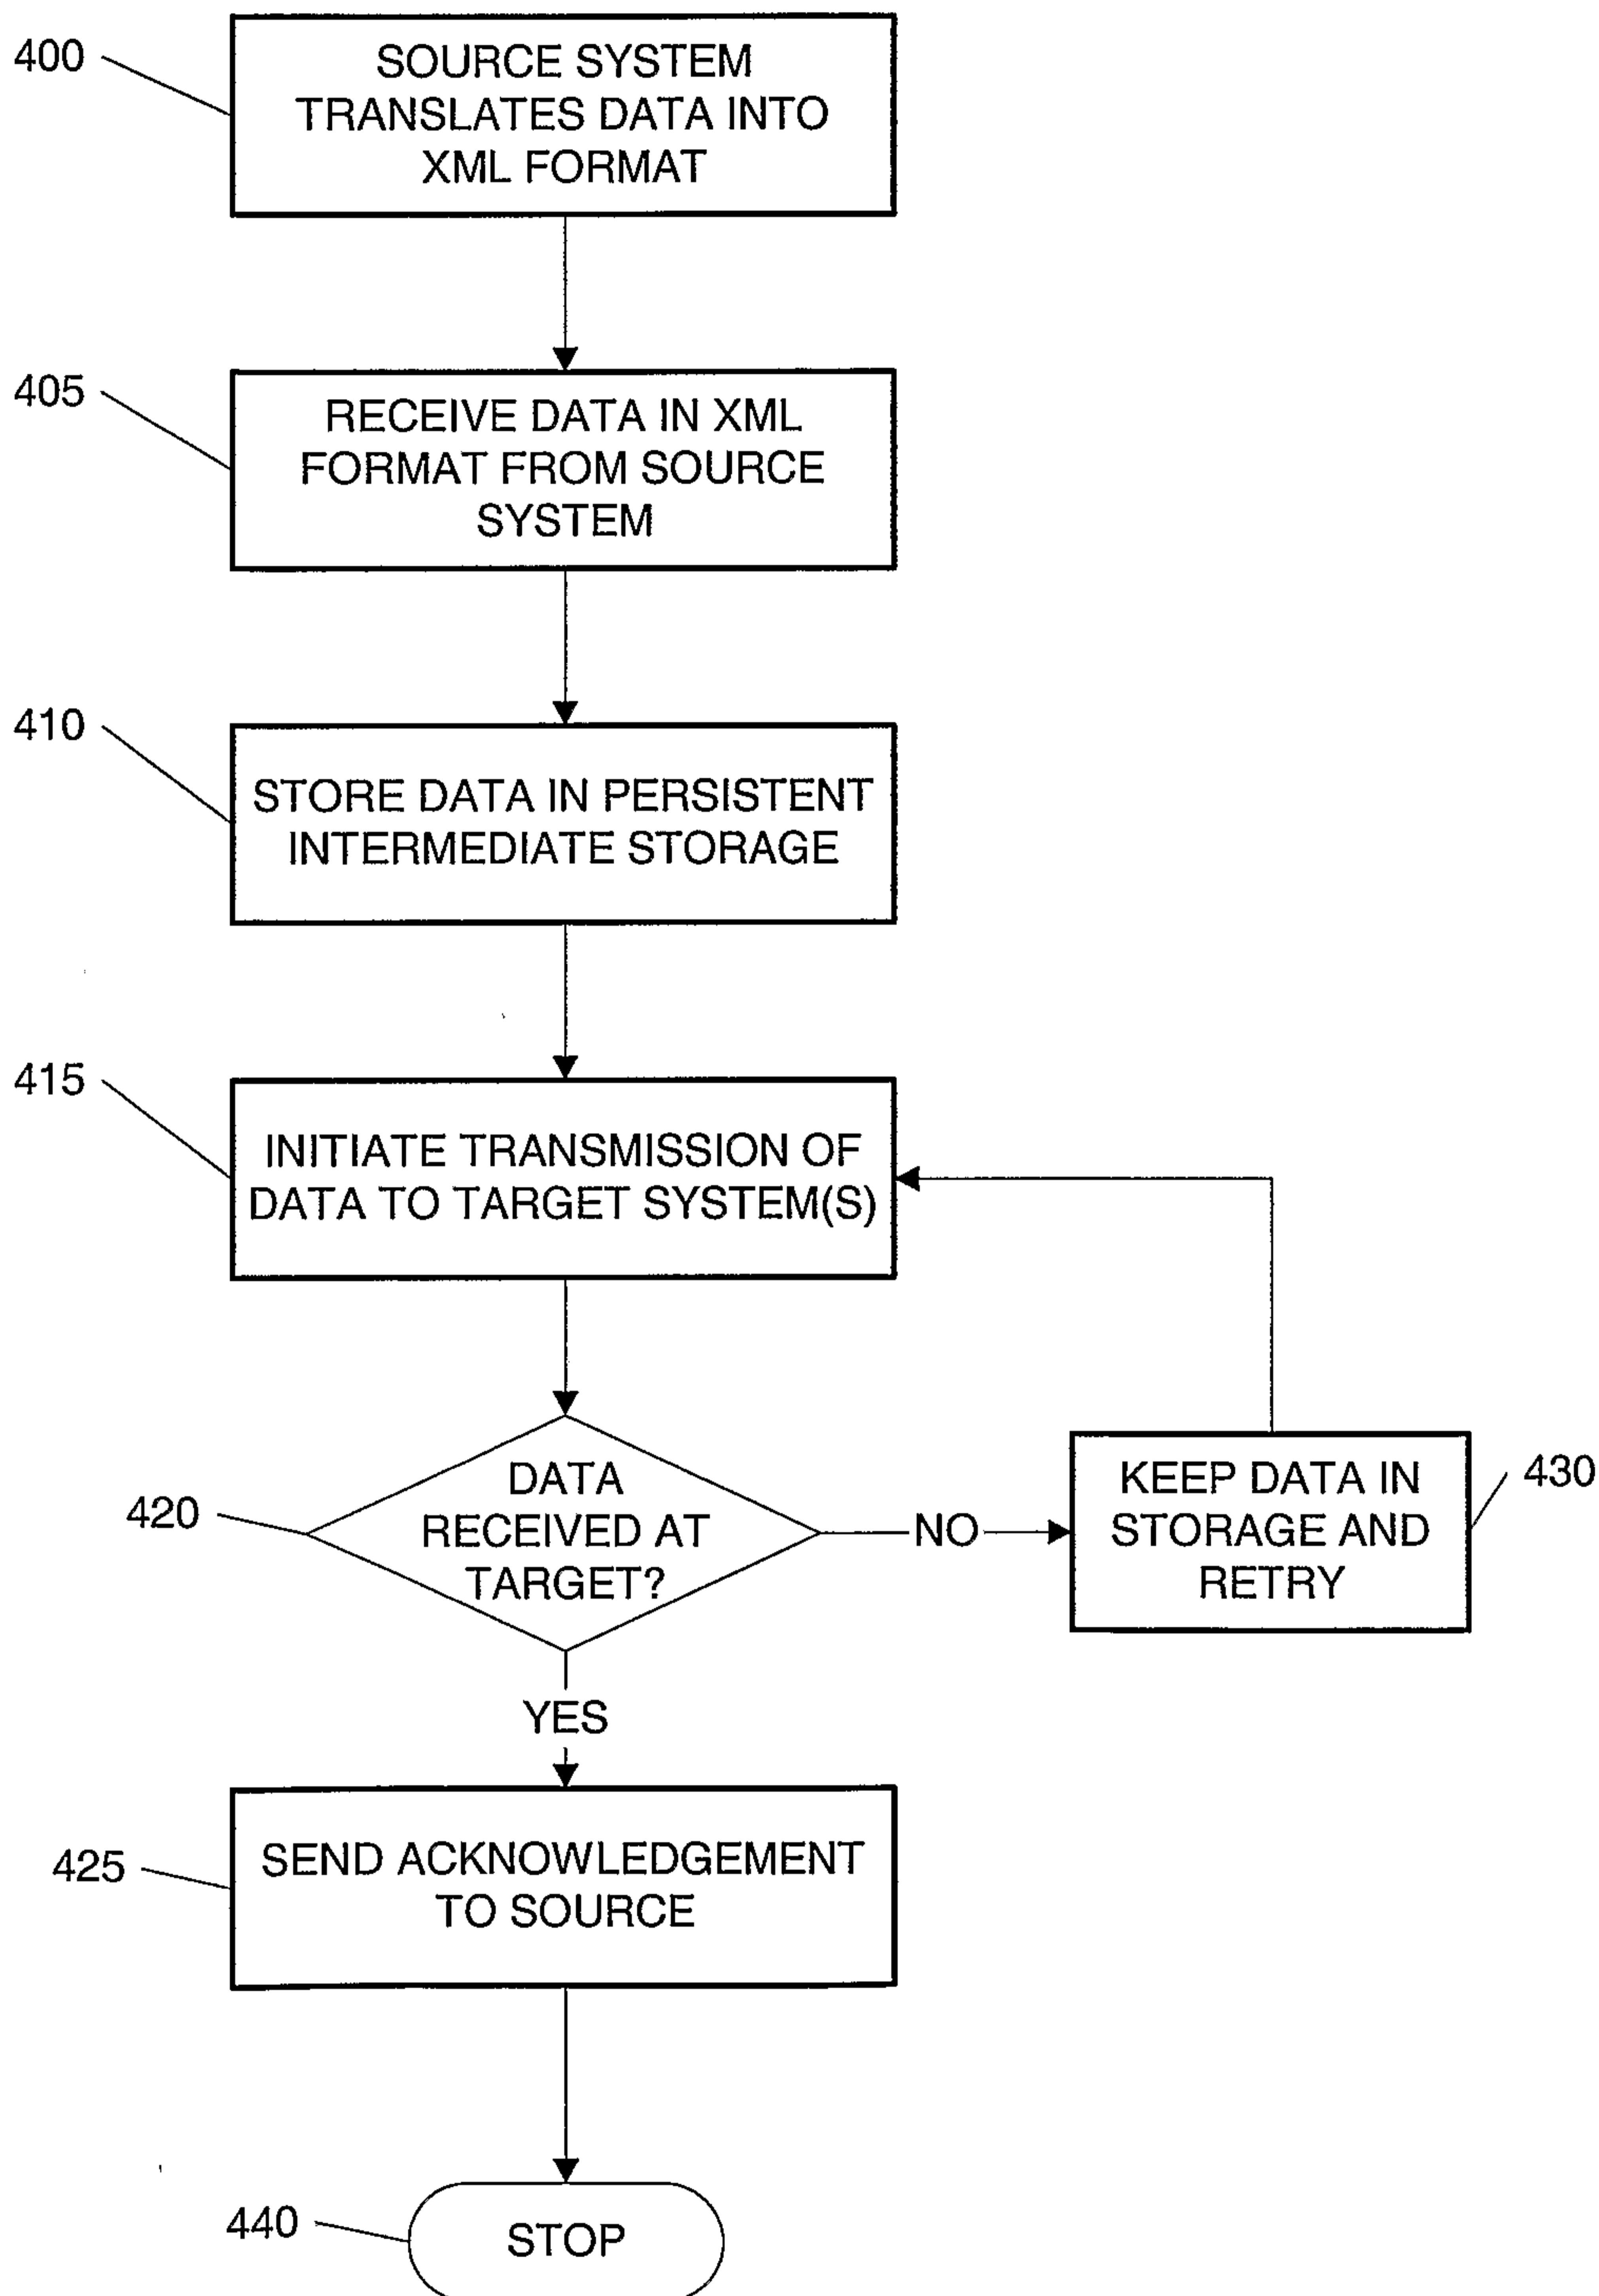 400
SOURCE SYSTEM
TRANSLATES DATA INTO
XML FORMAT
405
RECEIVE DATA IN XML
FORMAT FROM SOURCE
SYSTEM
410
STORE DATA IN PERSISTENT
INTERMEDIATE STORAGE
415
INITIATE TRANSMISSION OF
DATA TO TARGET SYSTEM(S)
420
DATA
RECEIVED AT
TARGET?
NO
KEEP DATA IN
STORAGE AND
RETRY
430
YES
425
SEND ACKNOWLEDGEMENT
TO SOURCE
440
STOP